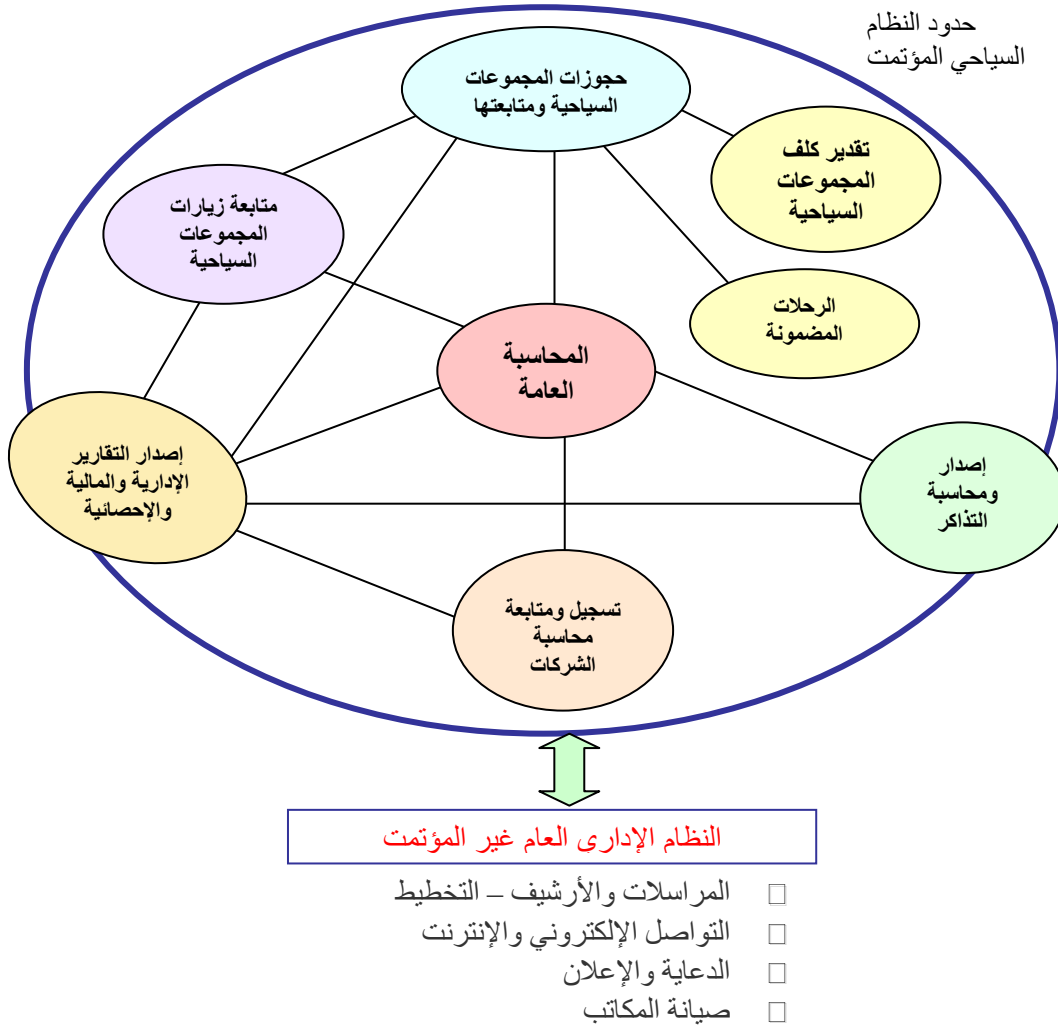 حدود النظام
السياحي المؤتمت
حجوزات المجموعات
السياحية ومتابعتها
تقدير كلف
المجموعات
السياحية
متابعة زيارات
المجموعات
السياحية
الرحلات
المضمونة
المحاسبة
العامة
إصدار التقارير
الإدارية والمالية
والإحصائية
إصدار
ومحاسبة
التذاكر
تسجيل ومتابعة
محاسبة
الشركات
النظام الإداري العام غير المؤتمت
المراسلات والأرشيف – التخطيط
التواصل الإلكتروني والإنترنت
الدعاية والإعلان
صيانة المكاتب